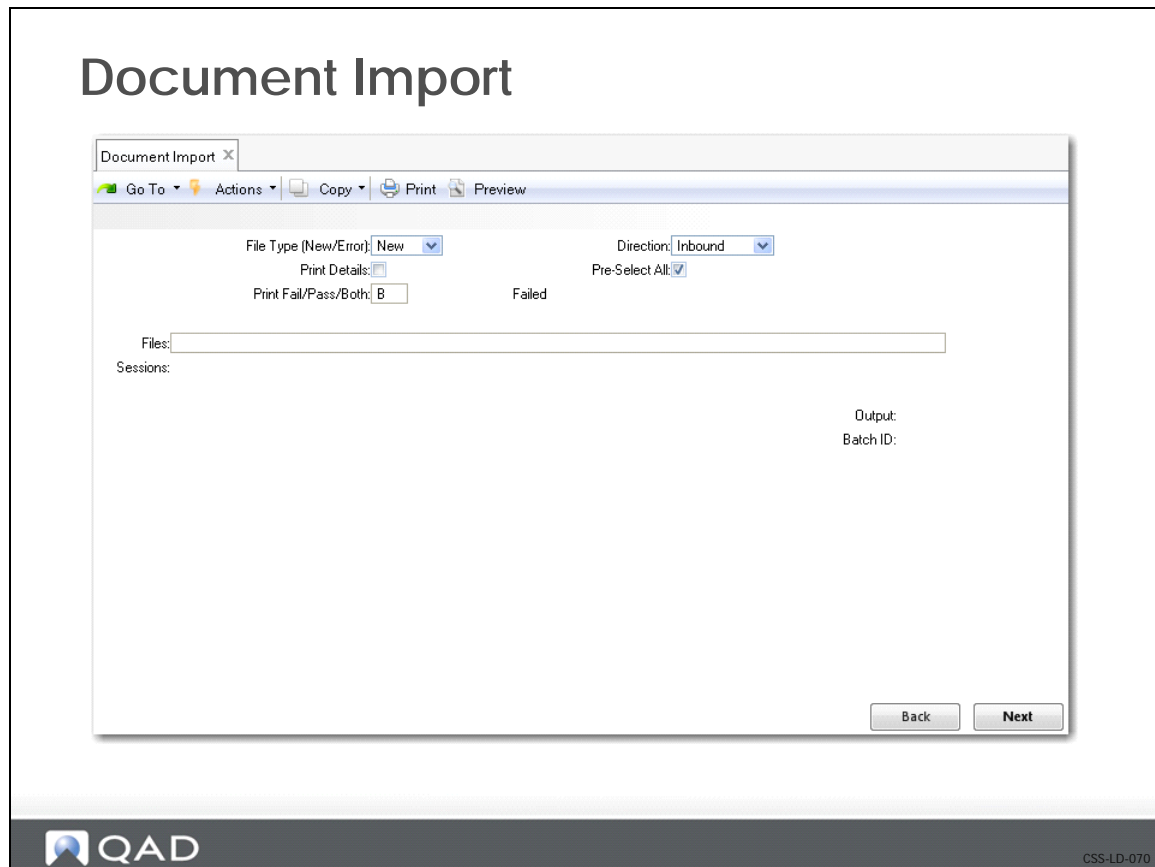 Document Import
Document Import
Go To Actions Copy Print Preview
File Type (New/Error): New Direction: Inbound
Print Details: Pre-Select All:
Print Fail/Pass/Both: B Failed
Files:
Sessions:
Output:
Batch ID:
Back Next
QAD
CSS-LD-070